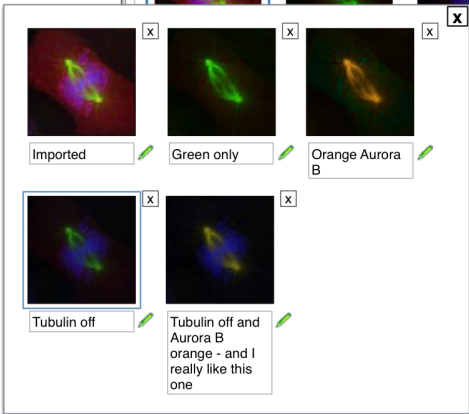 x
x
x
x
Imported
Green only
Orange Aurora
B
x
x
Tubulin off
Tubulin off and
Aurora B
orange - and I
really like this
one